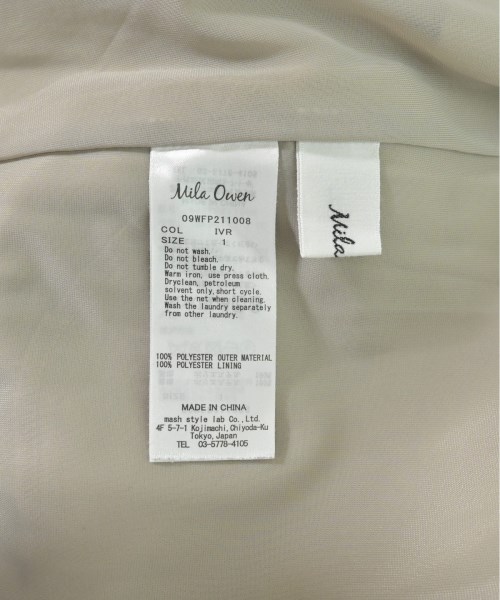 Mila Owen
09WFP211008
COL IVR
SIZE 1
Do not wash.
Do not bleach.
Do not tumble dry.
Warm iron, use press cloth.
Dryclean, petroleum
solvent only, short cycle.
Use the net when cleaning.
Wash the laundry separately
from other laundry.
100% POLYESTER OUTER MATERIAL
100% POLYESTER LINING
MADE IN CHINA
mash style lab Co., Ltd.
4F 5-7-1 Kojimachi, Chiyoda-Ku
Tokyo, Japan
TEL 03-5778-4105
Mila